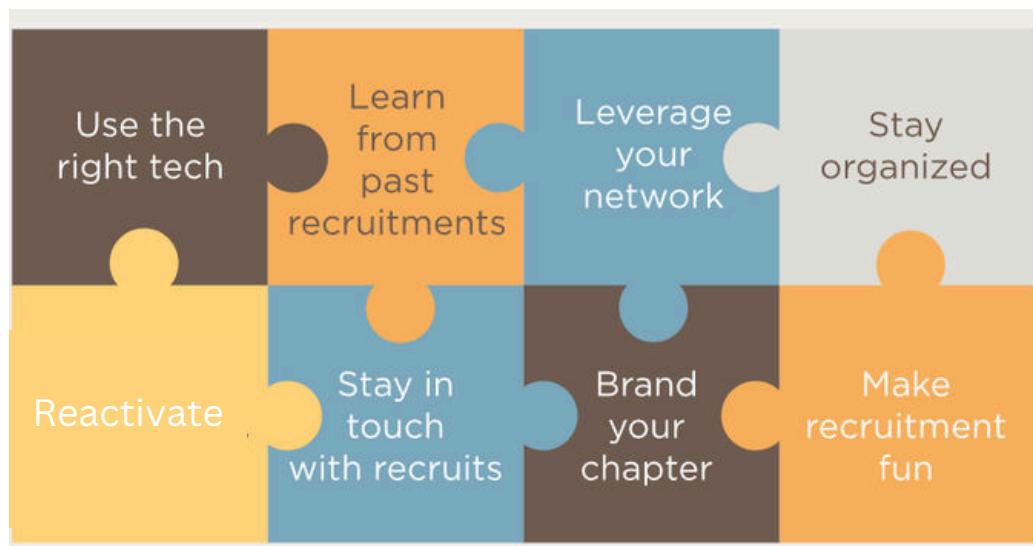 Use the
right tech
Learn
from
past
recruitments
Leverage
your
network
Stay
organized
Reactivate
Stay in
touch
with recruits
Brand
your
chapter
Make
recruitment
fun